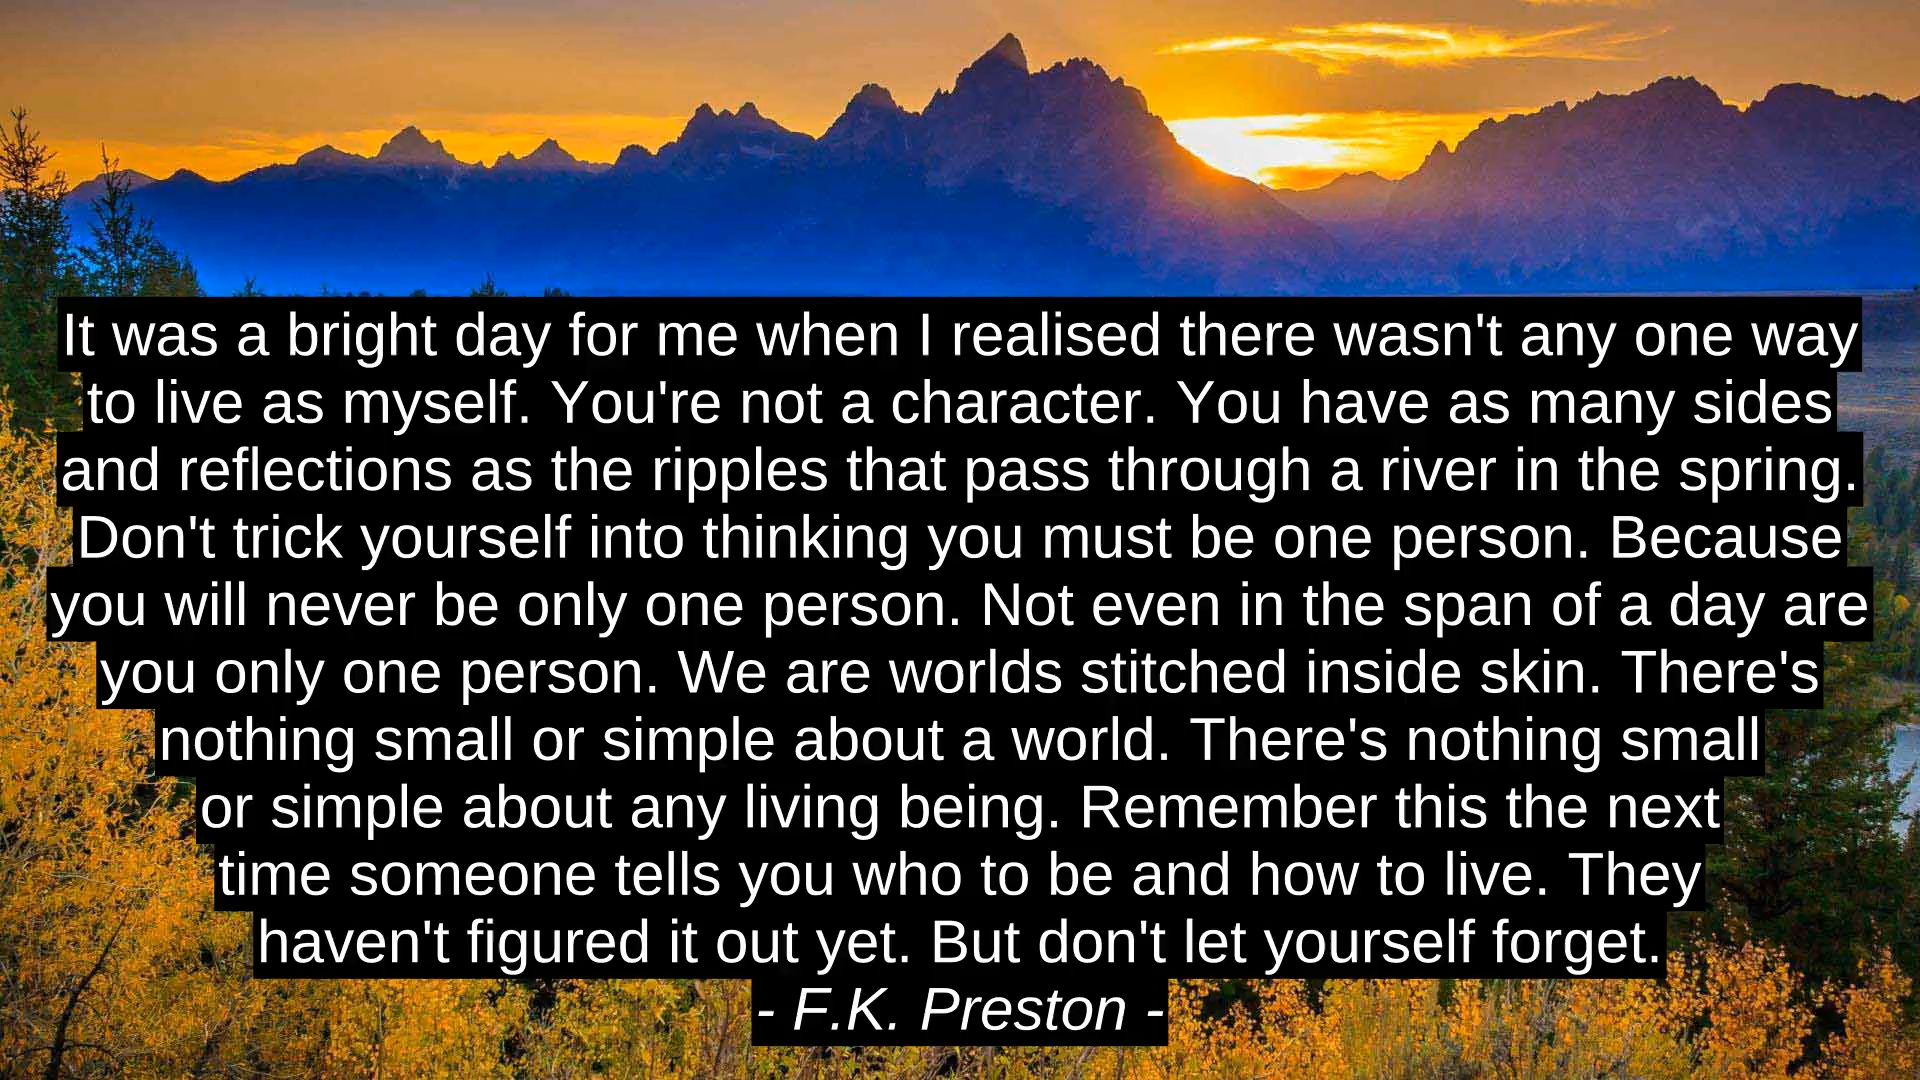 It was a bright day for me when I realised there wasn't any one way
to live as myself. You're not a character. You have as many sides
and reflections as the ripples that pass through a river in the spring.
Don't trick yourself into thinking you must be one person. Because
you will never be only one person. Not even in the span of a day are
you only one person. We are worlds stitched inside skin. There's
nothing small or simple about a world. There's nothing small
or simple about any living being. Remember this the next
time someone tells you who to be and how to live. They
haven't figured it out yet. But don't let yourself forget.
- F.K. Preston -